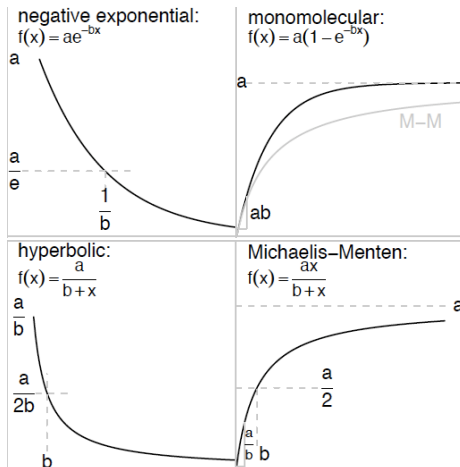 negative exponential:
f(x) = ae^{-bx}
a
a/e
1/b
monomolecular:
f(x) = a(1 − e^{-bx})
a
M−M
ab
hyperbolic:
f(x) = a/(b + x)
a/b
a/2b
b
Michaelis−Menten:
f(x) = ax/(b + x)
a
a/2
a/b
b